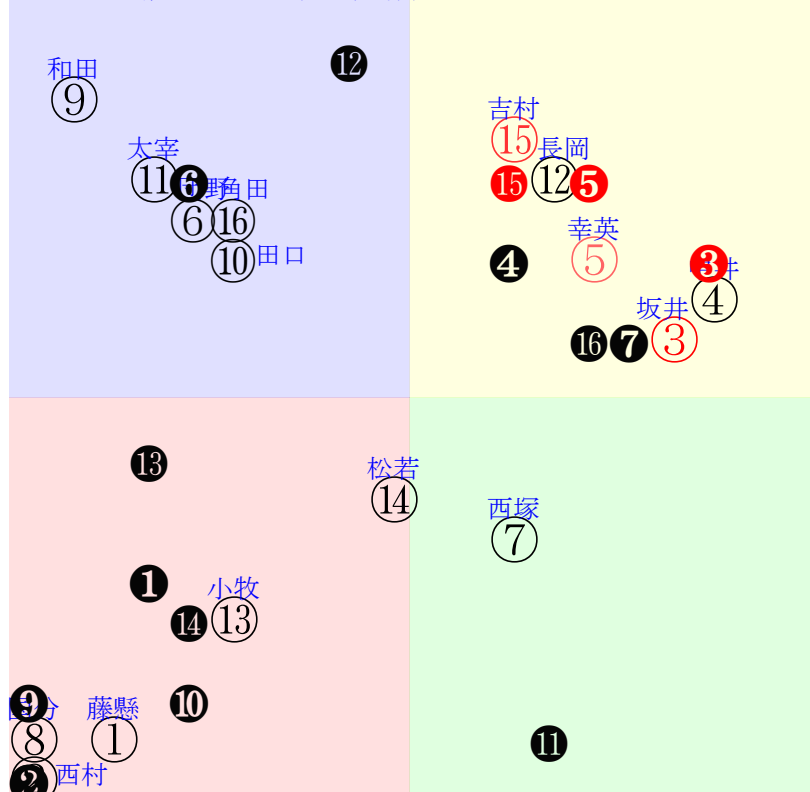 ⓬
和田
⑨
吉村
⑮
太宰
⑪
❻
長岡
⑫
⓯
❺
角田
⑥
⑯
⑩
田口
幸英
⑤
❹
❸
④
坂井
③
⓰
❼
⓭
松若
⑭
西塚
⑦
❶
小牧
⓮
⑬
❾
藤懸
❿
⑧
①
⓫
❷
西村